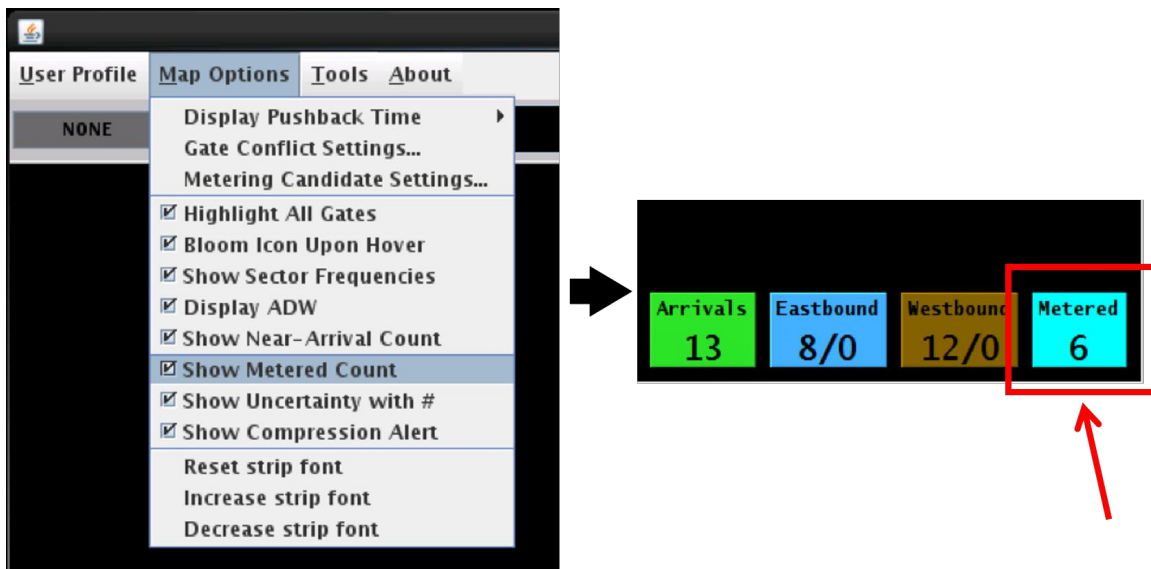 User Profile Map Options Tools About
NONE
Display Pushback Time
Gate Conflict Settings...
Metering Candidate Settings...
Highlight All Gates
Bloom Icon Upon Hover
Show Sector Frequencies
Display ADW
Show Near-Arrival Count
Show Metered Count
Show Uncertainty with #
Show Compression Alert
Reset strip font
Increase strip font
Decrease strip font
Arrivals Eastbound Westbound Metered
13 8/0 12/0 6